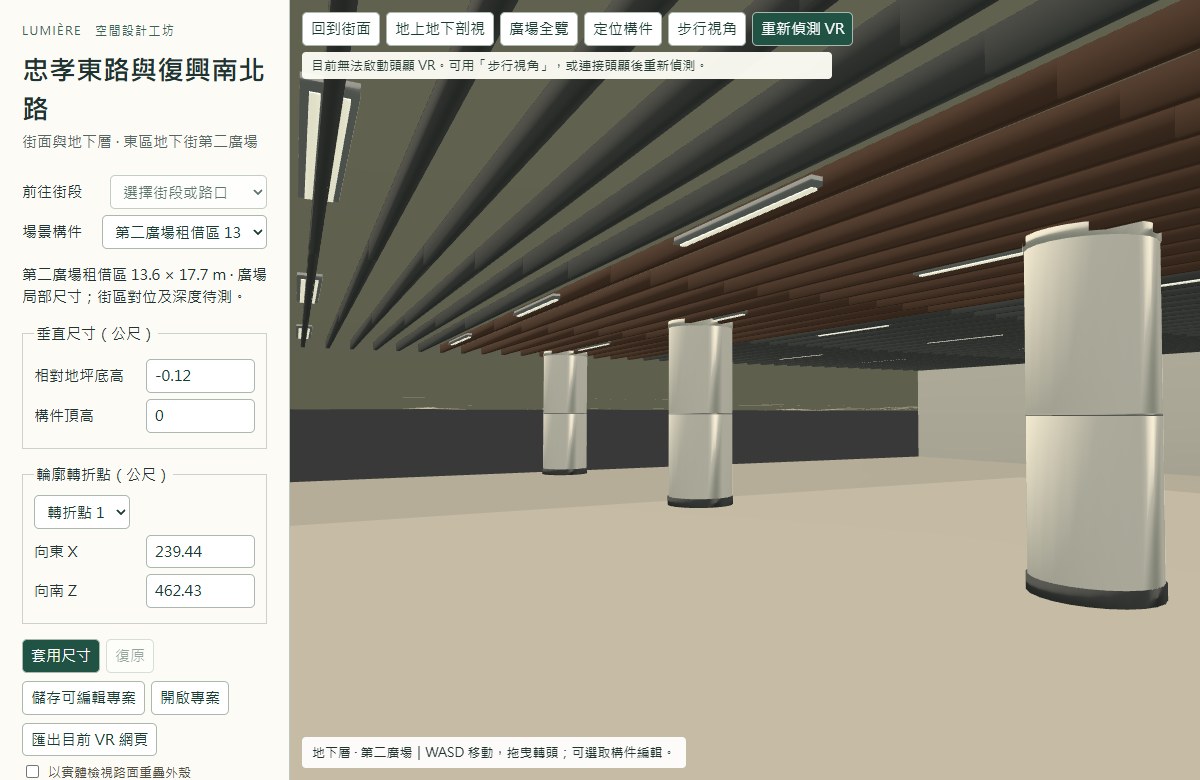 LUMIÈRE 空間設計工坊
忠孝東路與復興南北
路
街面與地下層 · 東區地下街第二廣場
前往街段 選擇街段或路口
場景構件 第二廣場租借區 13
第二廣場租借區 13.6 × 17.7 m · 廣場
局部尺寸；街區對位及深度待測。
垂直尺寸（公尺）
相對地坪底高 -0.12
構件頂高 0
輪廓轉折點（公尺）
轉折點 1
向東 X 239.44
向南 Z 462.43
套用尺寸 復原
儲存可編輯專案 開啟專案
匯出目前 VR 網頁
以實體檢視路面重疊外殼
回到街面 地上地下剖視 廣場全覽 定位構件 步行視角 重新偵測 VR
目前無法啟動頭顯 VR。可用「步行視角」，或連接頭顯後重新偵測。
地下層 · 第二廣場｜WASD 移動，拖曳轉頭；可選取構件編輯。